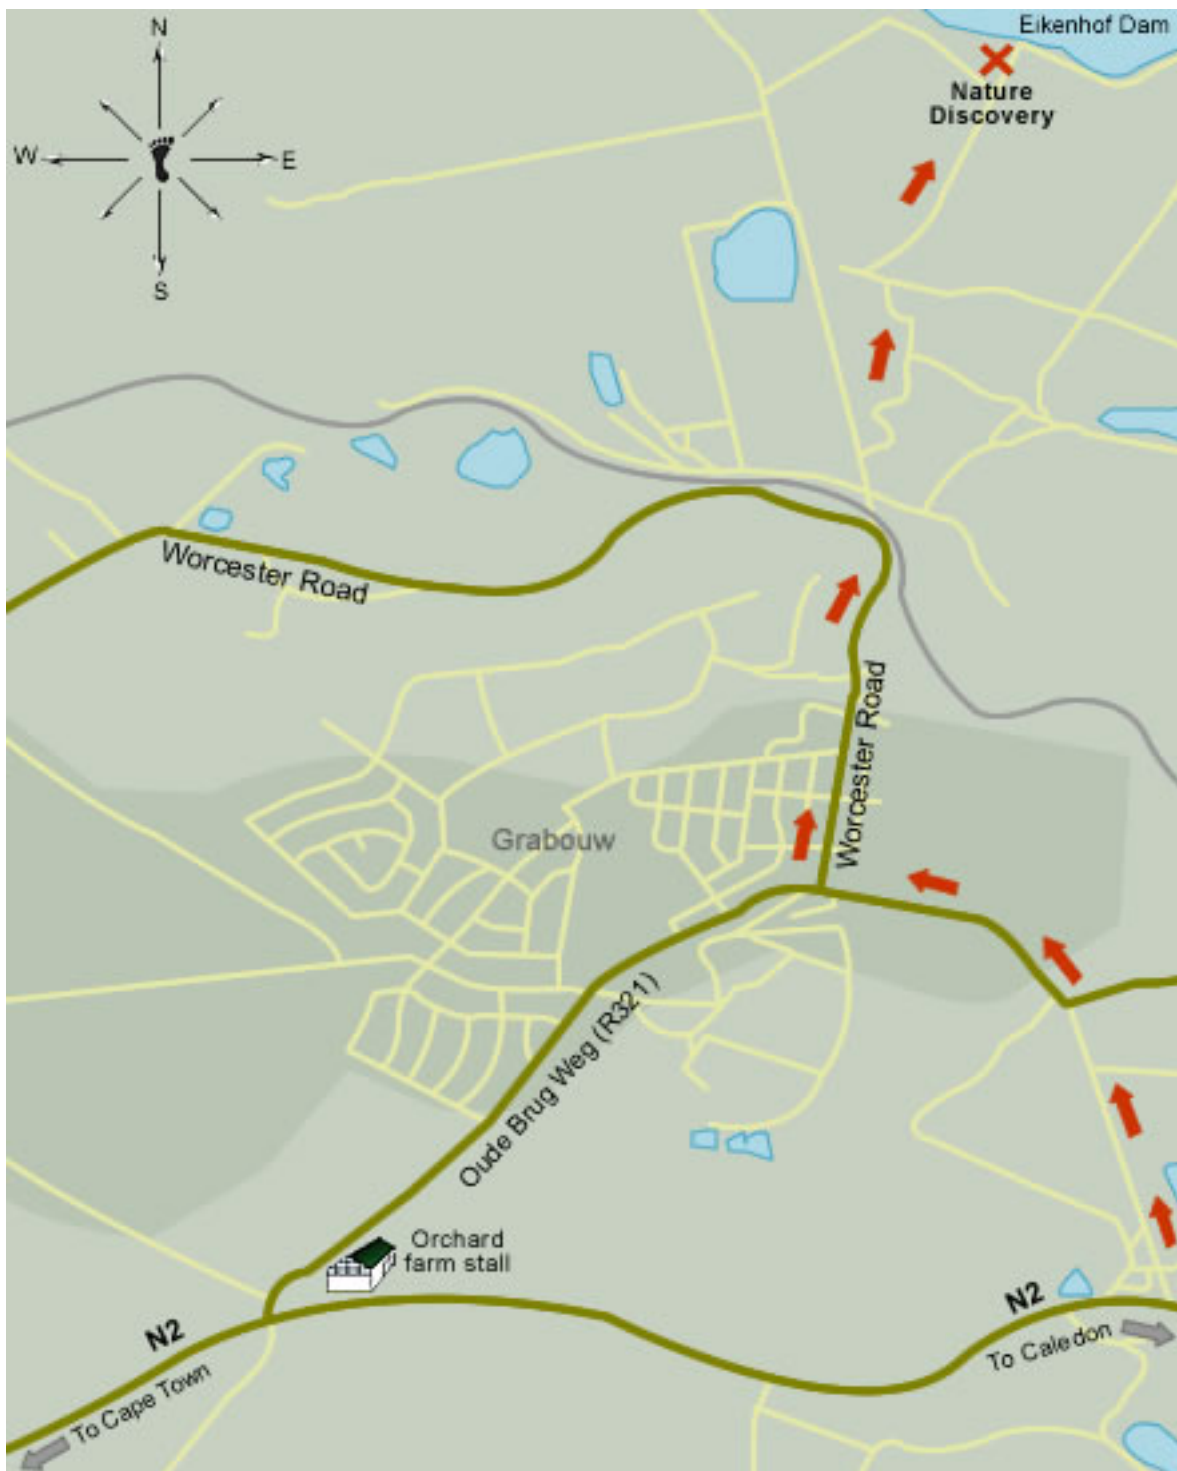 N
W
E
S
Eikenhof Dam
Nature
Discovery
Worcester Road
Worcester Road
Grabouw
Oude Brug Weg (R321)
Orchard
farm stall
N2
To Cape Town
N2
To Caledon